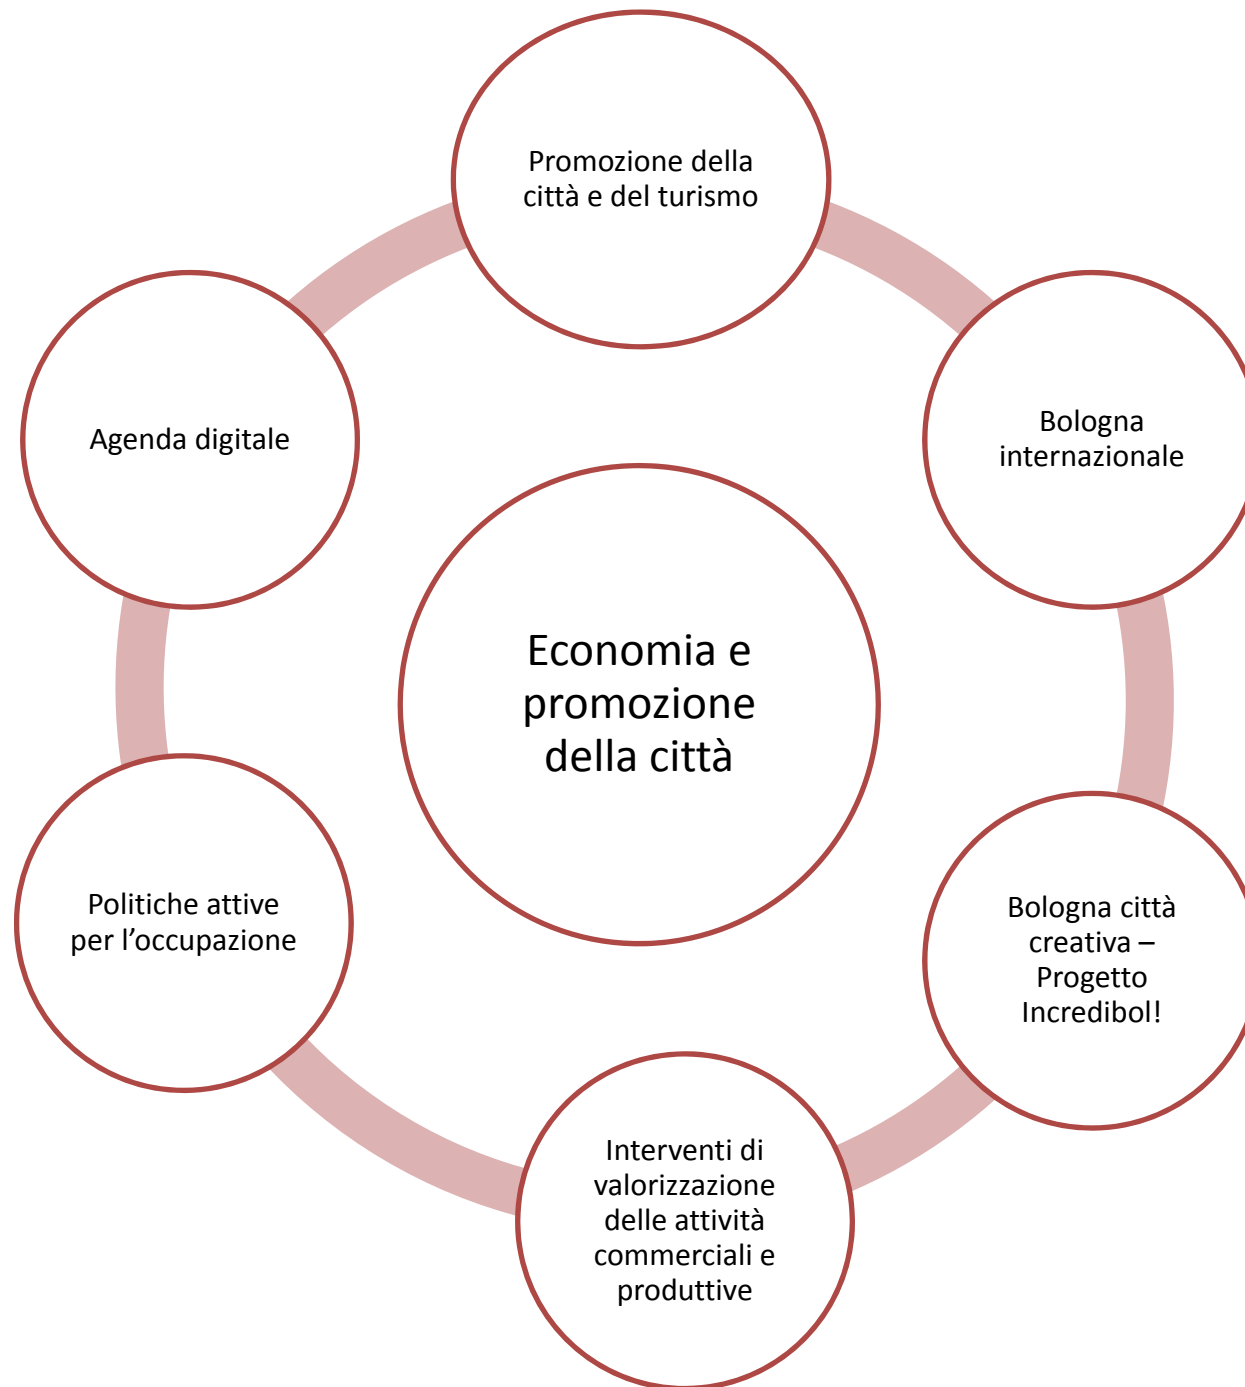 Promozione della
città e del turismo
Bologna
internazionale
Bologna città
creativa –
Progetto
Incredibol!
Interventi di
valorizzazione
delle attività
commerciali e
produttive
Politiche attive
per l’occupazione
Agenda digitale
Economia e
promozione
della città